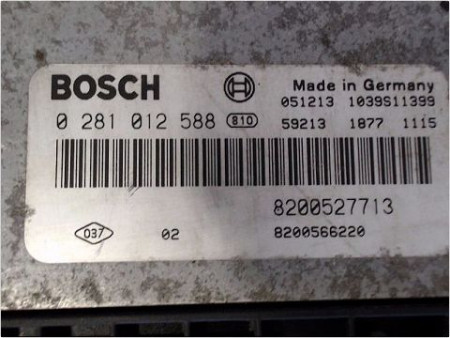 BOSCH
Made in Germany
051213 1039S11399
0 281 012 588 810
59213 1877 1115
8200527713
037 02 8200566220